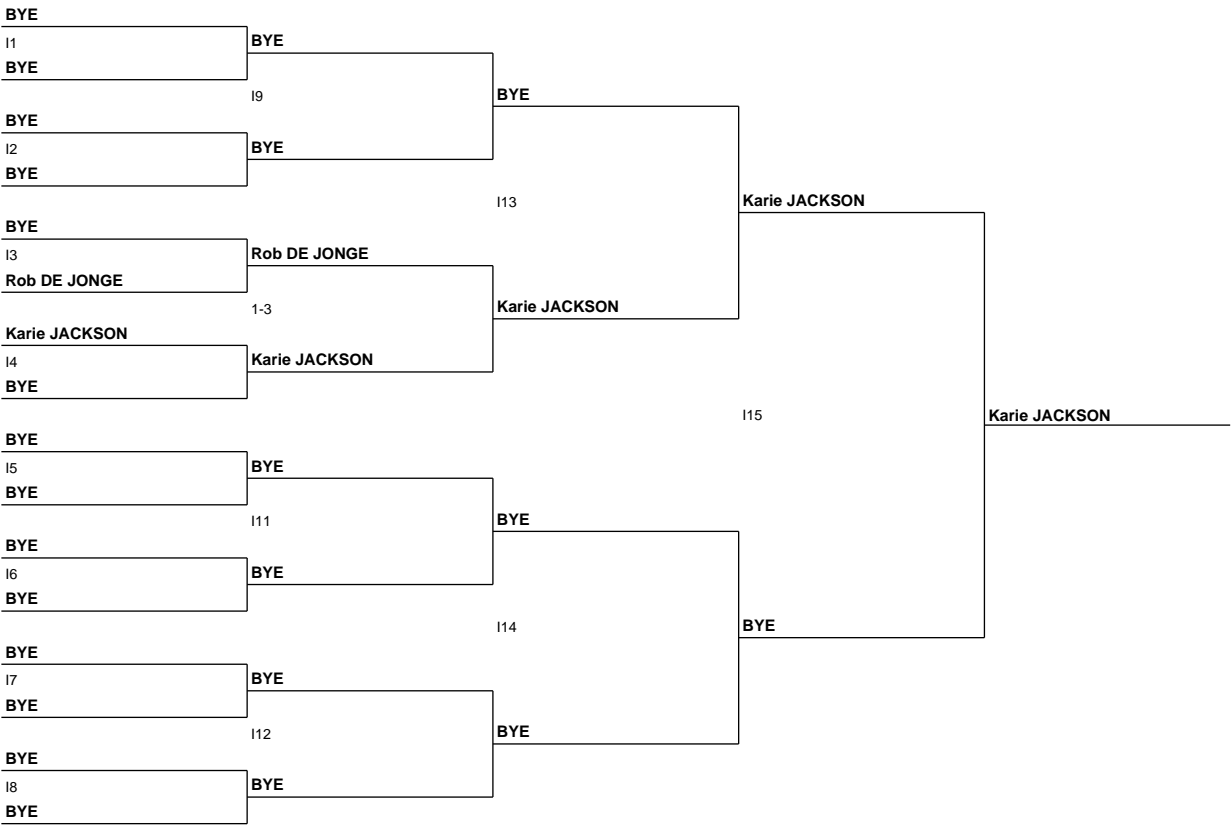 BYE
I1
BYE
BYE
I9
BYE
BYE
I2
BYE
BYE
I13
Karie JACKSON
BYE
I3
Rob DE JONGE
Rob DE JONGE
1-3
Karie JACKSON
Karie JACKSON
I4
Karie JACKSON
BYE
I15
Karie JACKSON
BYE
I5
BYE
BYE
I11
BYE
BYE
I6
BYE
BYE
I14
BYE
BYE
I7
BYE
BYE
I12
BYE
BYE
I8
BYE
BYE